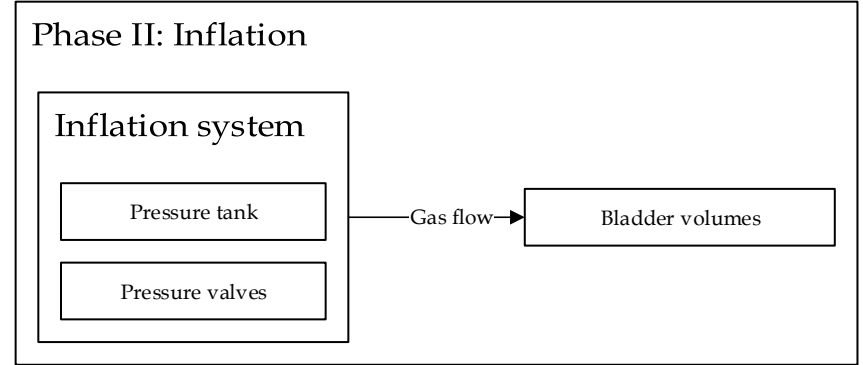 Phase II: Inflation
Inflation system
Pressure tank
Pressure valves
Gas flow
Bladder volumes